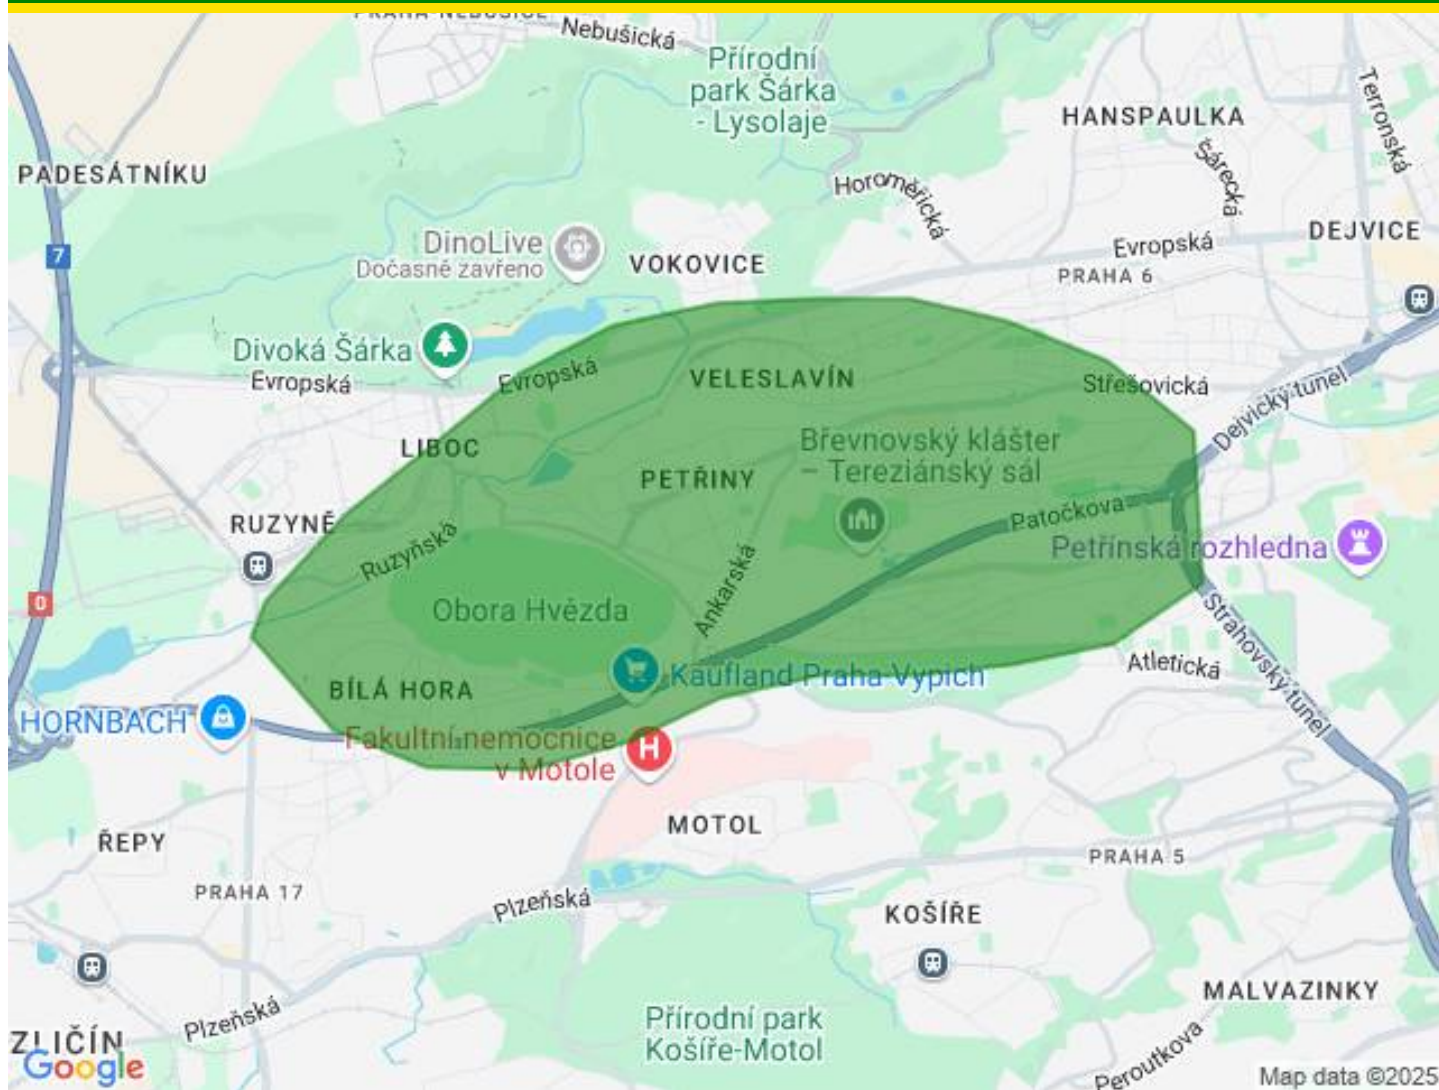 PRAHA-NEBUŠICE
Nebušická
Přírodní
park Šárka
- Lysolaje
HANSPAULKA
Terronská
PADESÁTNÍKU
Šárecká
Horoměřická
DEJVICE
DinoLive
Dočasně zavřeno
Evropská
7
VOKOVICE
PRAHA 6
Divoká Šárka
Evropská
Evropská
VELESLAVÍN
Střešovická
Dejvický tunel
LIBOC
Břevnovský klášter
– Tereziánský sál
PETŘINY
RUZYNĚ
Patočkova
Ruzyňská
Petřínská rozhledna
Ankarská
0
Obora Hvězda
Strahovský tunel
Kaufland Praha-Vypich
Atletická
BÍLÁ HORA
HORNBACH
Fakultní nemocnice
v Motole
H
MOTOL
ŘEPY
PRAHA 5
PRAHA 17
Plzeňská
KOŠÍŘE
MALVAZINKY
Plzeňská
Přírodní park
Košíře-Motol
ZLIČÍN
Peroutkova
Google
Map data ©2025